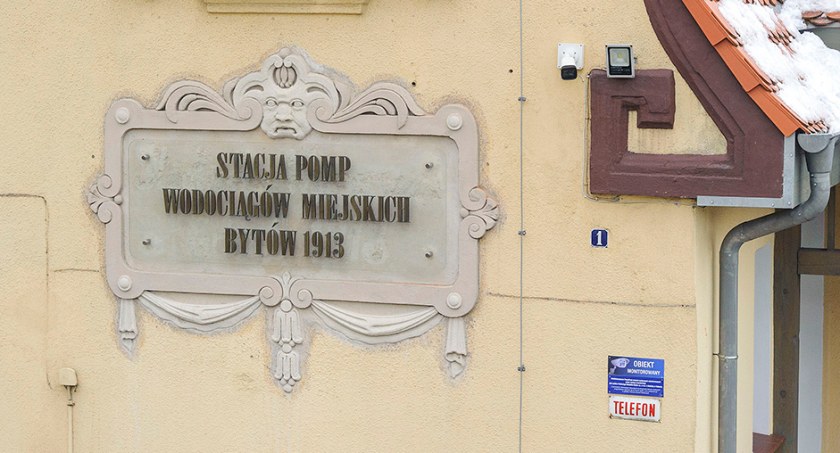 STACJA POMP
WODOCIĄGÓW MIEJSKICH
BYTÓW 1913
1
OBIEKT
MONITOROWANY
TELEFON